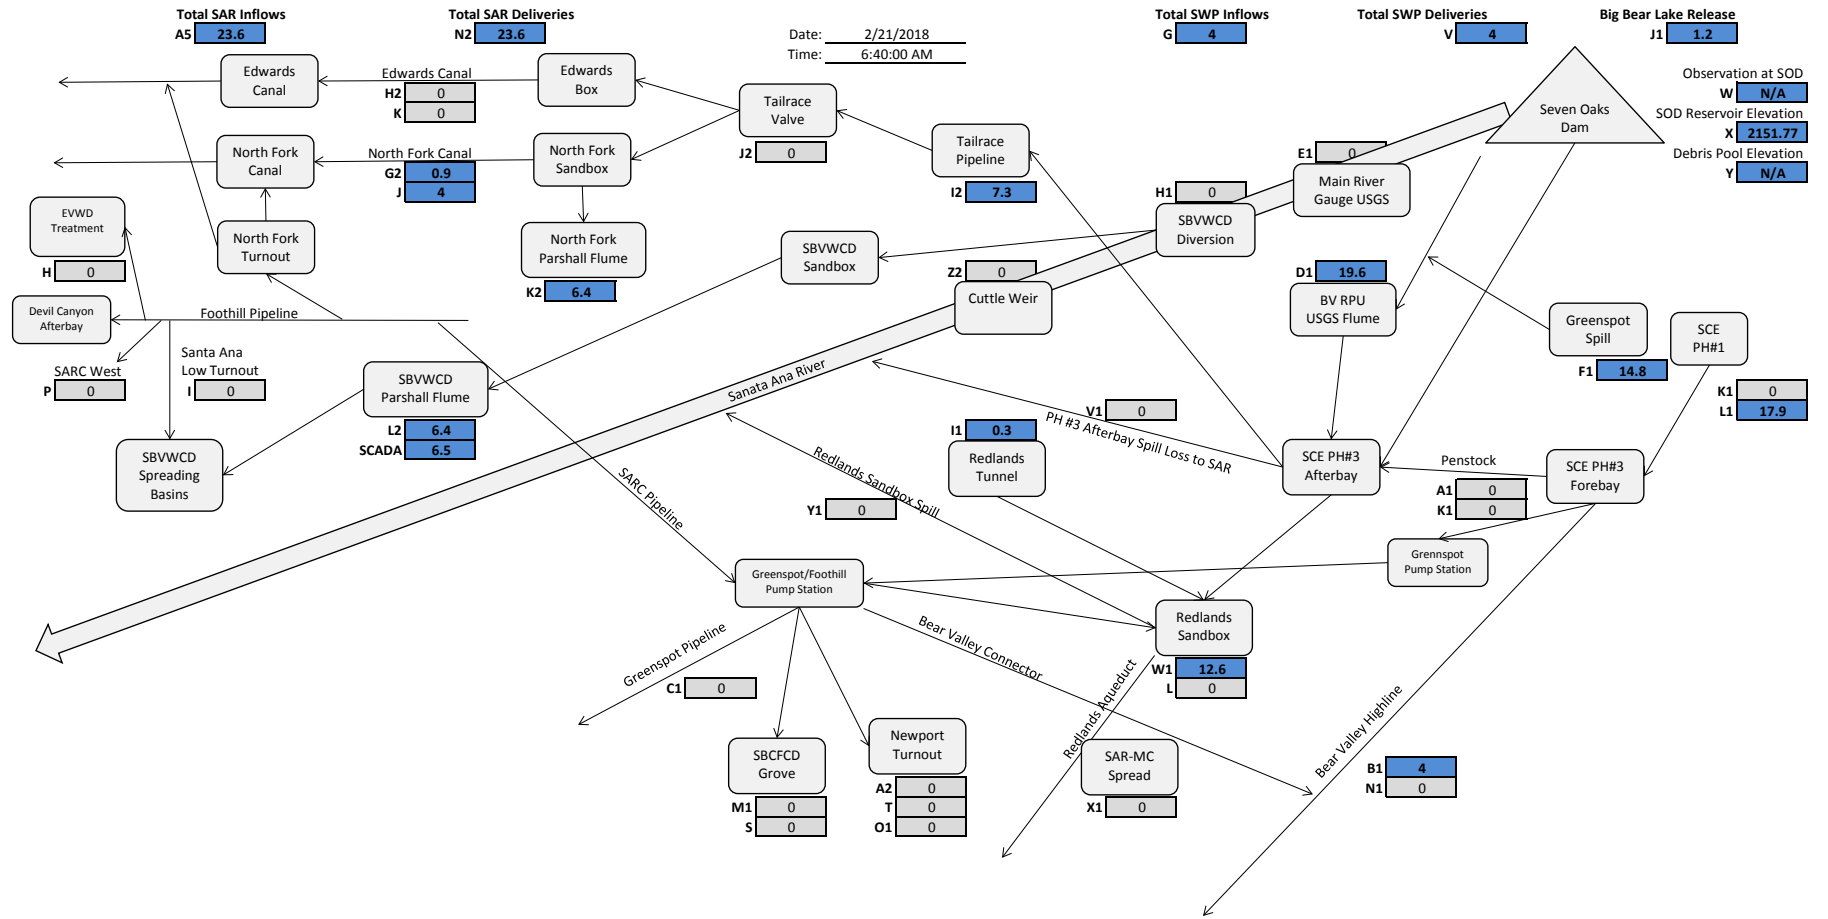 Total SAR Inflows
A5 23.6
Total SAR Deliveries
N2 23.6
Date: 2/21/2018
Time: 6:40:00 AM
Total SWP Inflows
G 4
Total SWP Deliveries
V 4
Big Bear Lake Release
J1 1.2
Edwards
Canal
Edwards Canal
H2 0
K 0
Edwards
Box
Tailrace
Valve
J2 0
Tailrace
Pipeline
I2 7.3
Seven Oaks
Dam
Observation at SOD
W N/A
SOD Reservoir Elevation
X 2151.77
Debris Pool Elevation
Y N/A
North Fork
Canal
North Fork Canal
G2 0.9
J 4
North Fork
Sandbox
E1 0
Main River
Gauge USGS
H1 0
SBVWCD
Diversion
EVWD
Treatment
H 0
North Fork
Turnout
North Fork
Parshall Flume
K2 6.4
SBVWCD
Sandbox
Z2 0
Cuttle Weir
D1 19.6
BV RPU
USGS Flume
Greenspot
Spill
F1 14.8
SCE
PH#1
K1 0
L1 17.9
Devil Canyon
Afterbay
Foothill Pipeline
SARC West
P 0
Santa Ana
Low Turnout
I 0
SBVWCD
Parshall Flume
L2 6.4
SCADA 6.5
Sanata Ana River
V1 0
PH #3 Afterbay Spill Loss to SAR
I1 0.3
Redlands
Tunnel
SBVWCD
Spreading
Basins
SARC Pipeline
Redlands Sandbox Spill
Y1 0
SCE PH#3
Afterbay
Penstock
A1 0
K1 0
SCE PH#3
Forebay
Grennspot
Pump Station
Greenspot/Foothill
Pump Station
Redlands
Sandbox
W1 12.6
L 0
Greenspot Pipeline
C1 0
Bear Valley Connector
Redlands Aqueduct
Bear Valley Highline
SBCFCD
Grove
M1 0
S 0
Newport
Turnout
A2 0
T 0
O1 0
SAR-MC
Spread
X1 0
B1 4
N1 0